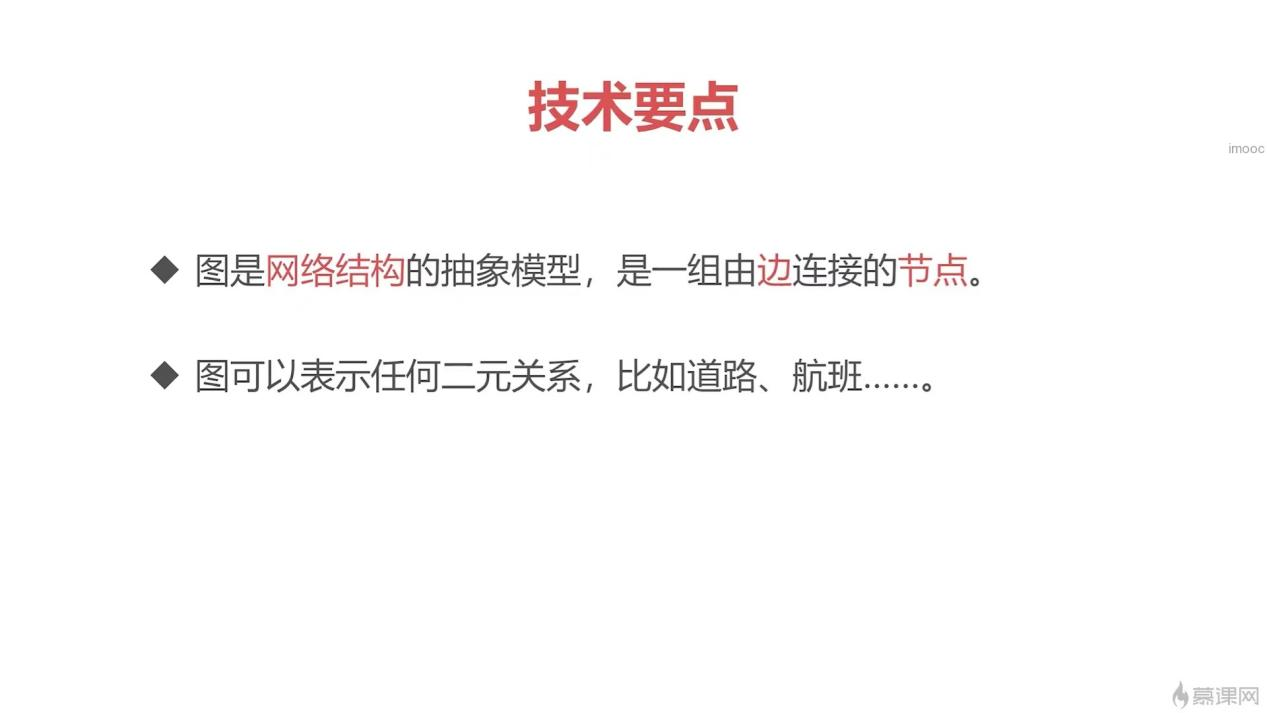 技术要点
imooc
◆ 图是网络结构的抽象模型，是一组由边连接的节点。
◆ 图可以表示任何二元关系，比如道路、航班……。
慕课网